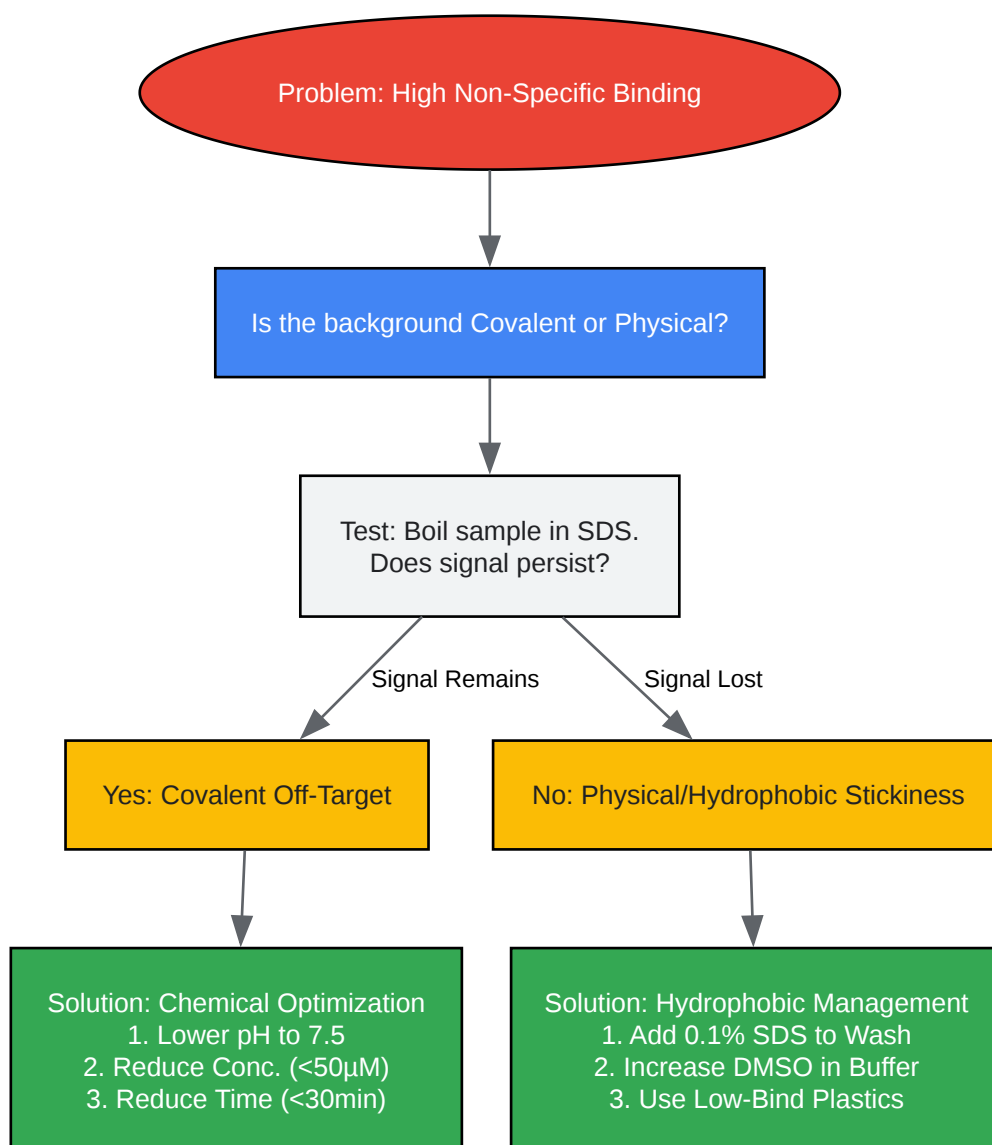 Problem: High Non-Specific Binding
Is the background Covalent or Physical?
Test: Boil sample in SDS.
Does signal persist?
Signal Remains
Signal Lost
Yes: Covalent Off-Target
No: Physical/Hydrophobic Stickiness
Solution: Chemical Optimization
1. Lower pH to 7.5
2. Reduce Conc. (<50µM)
3. Reduce Time (<30min)
Solution: Hydrophobic Management
1. Add 0.1% SDS to Wash
2. Increase DMSO in Buffer
3. Use Low-Bind Plastics